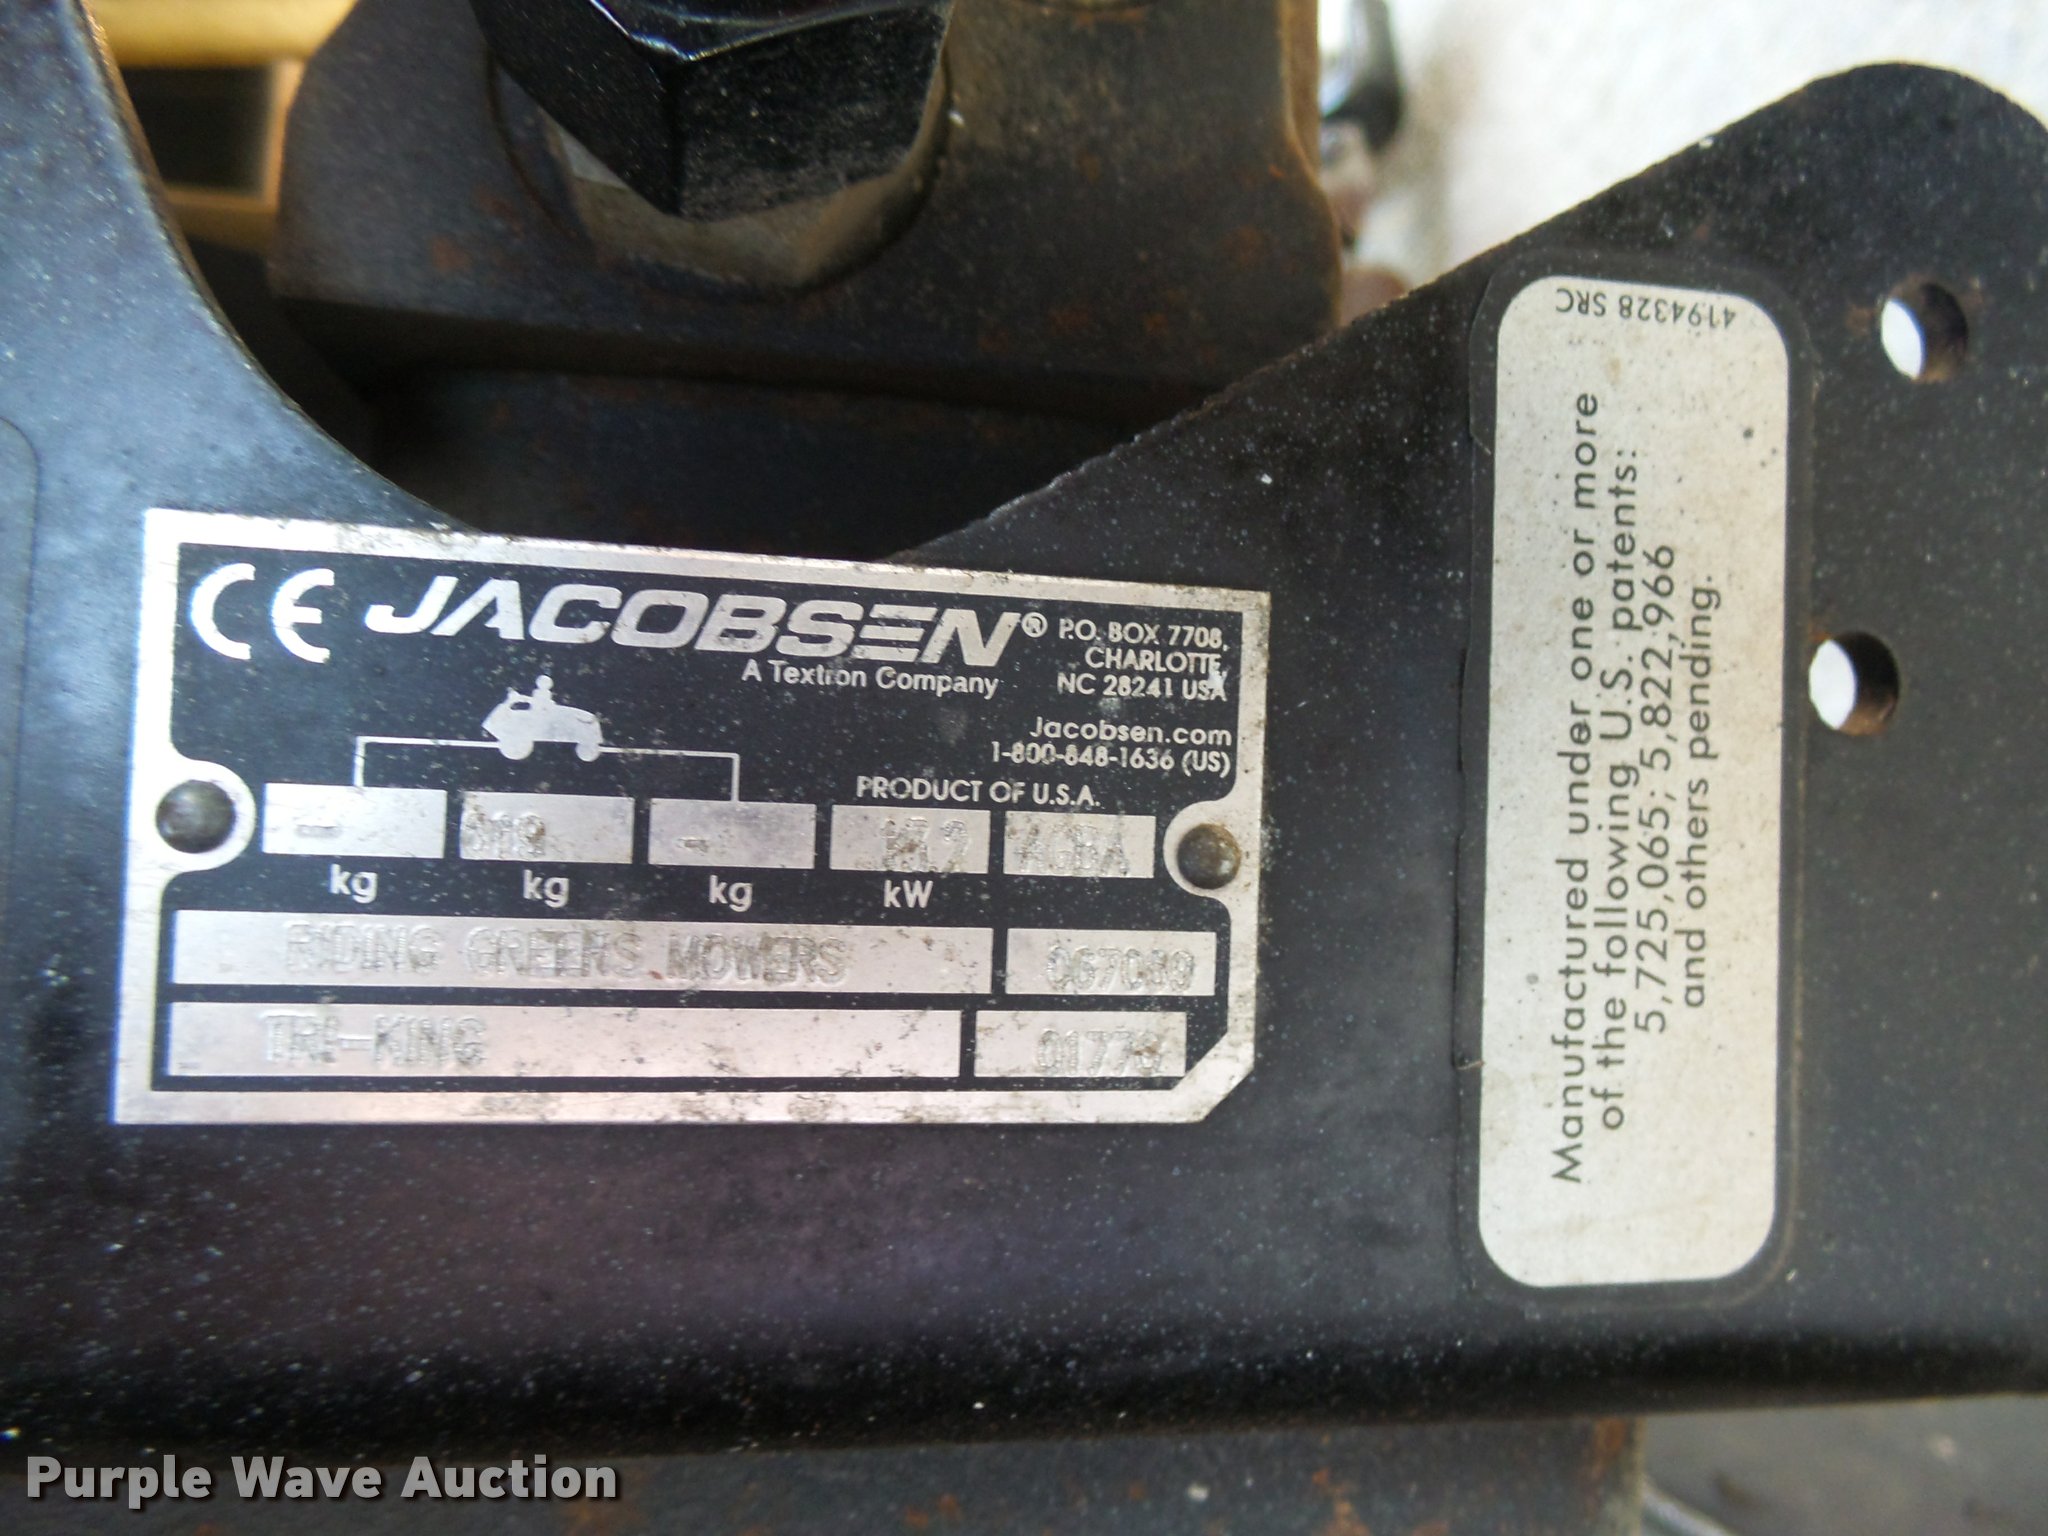 CE JACOBSEN® P.O. BOX 7708,
CHARLOTTE,
A Textron Company NC 28241 USA
Jacobsen.com
1-800-848-1636 (US)
PRODUCT OF U.S.A.
- - AGBA
kg kg kg kW
RIDING GREENS MOWERS
TRI-KING
4194328 SRC
Manufactured under one or more
of the following U.S. patents:
5,725,065; 5,822,966
and others pending.
Purple Wave Auction